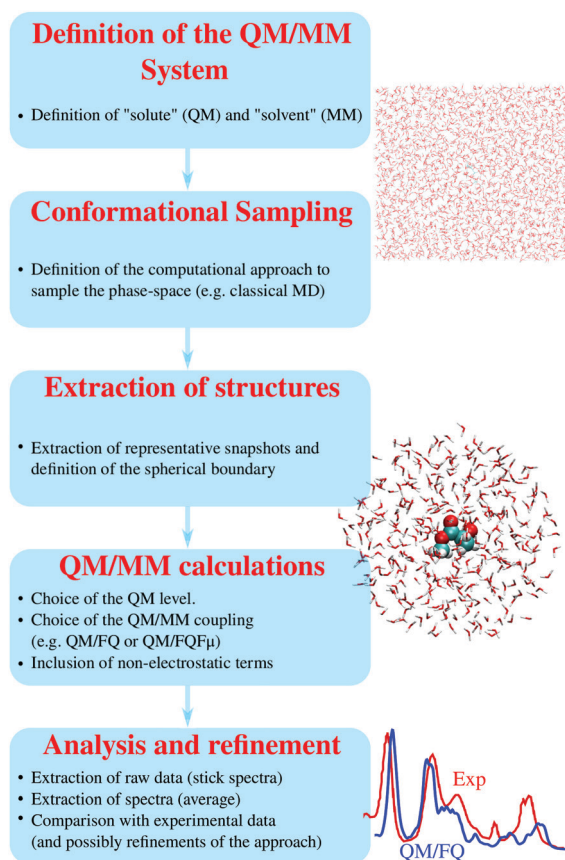 Definition of the QM/MM
System
• Definition of "solute" (QM) and "solvent" (MM)
Conformational Sampling
• Definition of the computational approach to
sample the phase-space (e.g. classical MD)
Extraction of structures
• Extraction of representative snapshots and
definition of the spherical boundary
QM/MM calculations
• Choice of the QM level.
• Choice of the QM/MM coupling
(e.g. QM/FQ or QM/FQFμ)
• Inclusion of non-electrostatic terms
Analysis and refinement
• Extraction of raw data (stick spectra)
• Extraction of spectra (average)
• Comparison with experimental data
(and possibly refinements of the approach)
Exp
QM/FQ